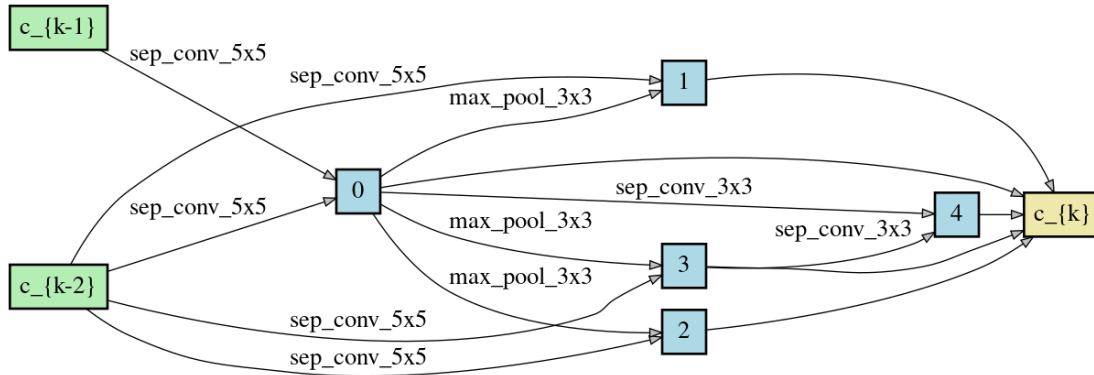 c_{k-1}
sep_conv_5x5
sep_conv_5x5
1
max_pool_3x3
0
sep_conv_3x3
sep_conv_5x5
4
c_{k}
max_pool_3x3
sep_conv_3x3
c_{k-2}
3
max_pool_3x3
sep_conv_5x5
2
sep_conv_5x5